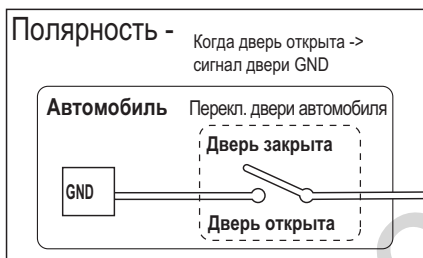 Полярность -
Когда дверь открыта ->
сигнал двери GND
Автомобиль
Перекл. двери автомобиля
Дверь закрыта
GND
Дверь открыта